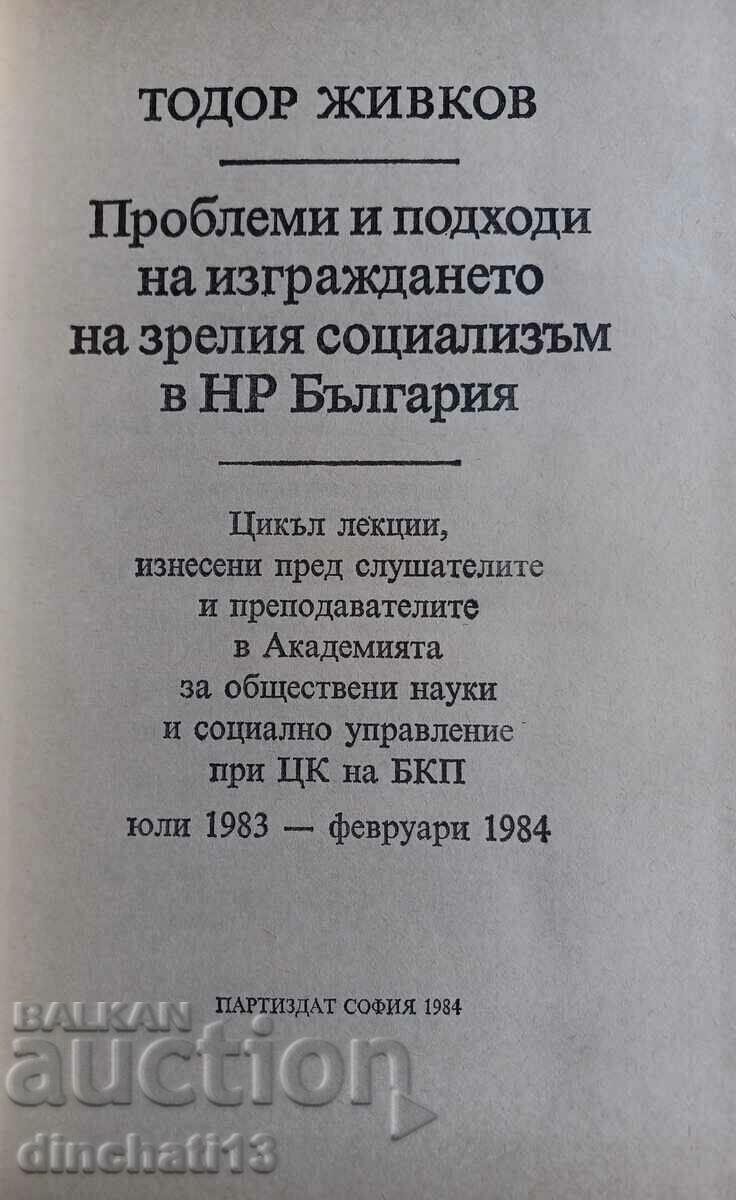 ТОДОР ЖИВКОВ
Проблеми и подходи
на изграждането
на зрелия социализъм
в НР България
Цикъл лекции,
изнесени пред слушателите
и преподавателите
в Академията
за обществени науки
и социално управление
при ЦК на БКП
юли 1983 — февруари 1984
ПАРТИЗДАТ СОФИЯ 1984
BALKAN
auction
dinchati13